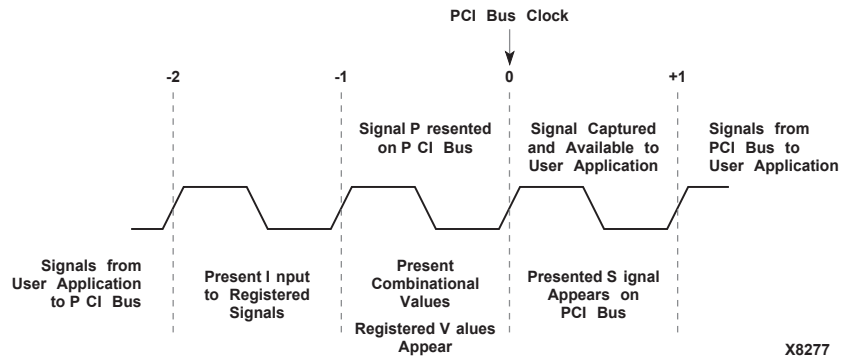 PCI Bus Clock
-2
-1
0
+1
Signal P resented
on P CI Bus
Signal Captured
and Available to
User Application
Signals from
PCI Bus to
User Application
Signals from
User Application
to P CI Bus
Present I nput
to Registered
Signals
Present
Combinational
Values
Registered V alues
Appear
Presented S ignal
Appears on
PCI Bus
X8277